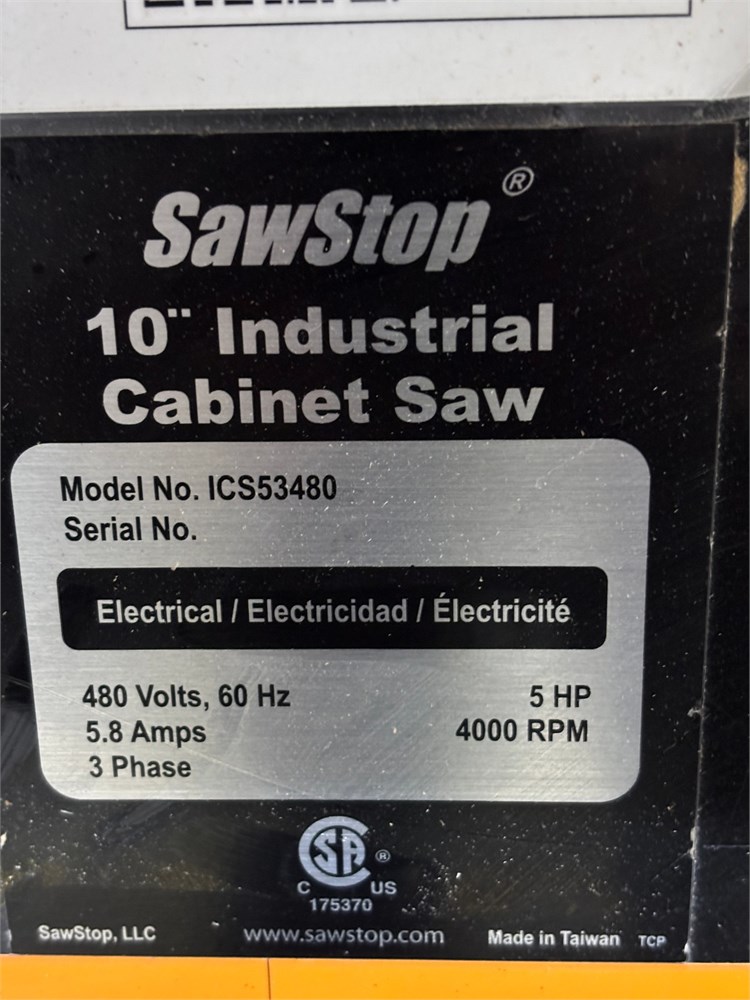 SawStop®
10" Industrial
Cabinet Saw
Model No. ICS53480
Serial No.
Electrical / Electricidad / Électricité
480 Volts, 60 Hz 5 HP
5.8 Amps 4000 RPM
3 Phase
CSA®
C US
175370
SawStop, LLC www.sawstop.com Made in Taiwan TCP